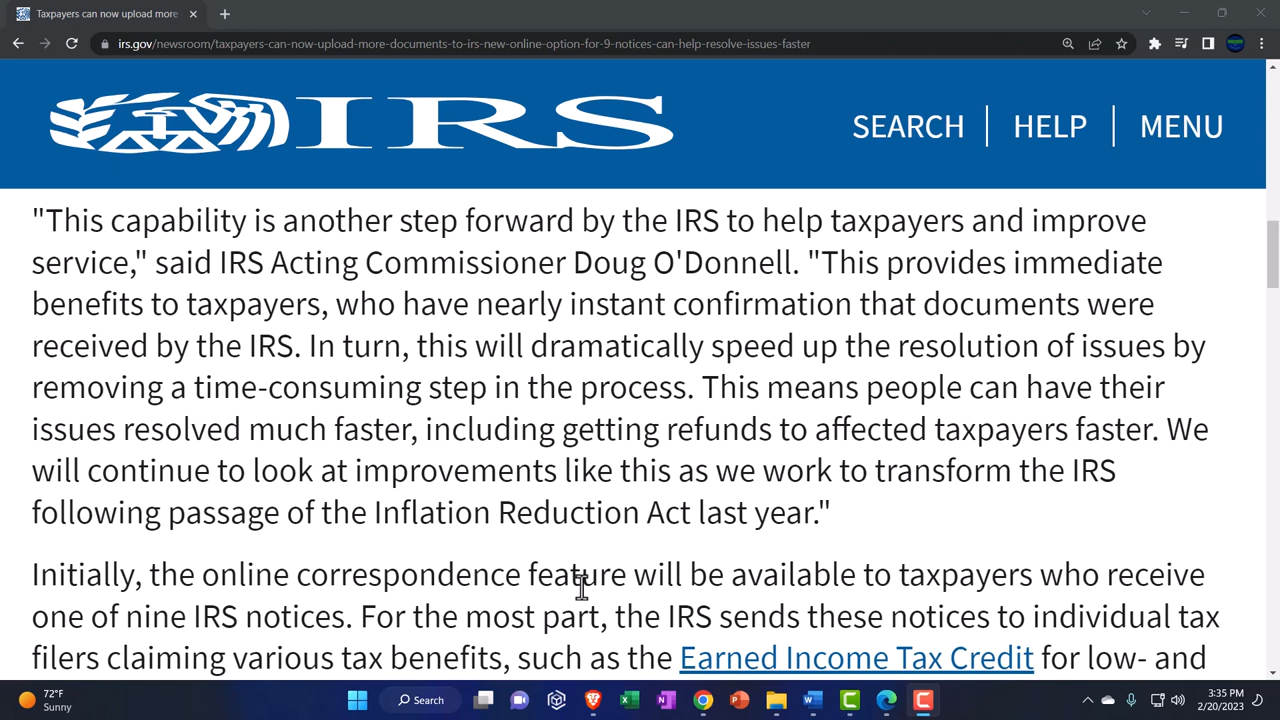 Taxpayers can now upload more
irs.gov/newsroom/taxpayers-can-now-upload-more-documents-to-irs-new-online-option-for-9-notices-can-help-resolve-issues-faster
IRS
SEARCH
HELP
MENU
"This capability is another step forward by the IRS to help taxpayers and improve
service," said IRS Acting Commissioner Doug O'Donnell. "This provides immediate
benefits to taxpayers, who have nearly instant confirmation that documents were
received by the IRS. In turn, this will dramatically speed up the resolution of issues by
removing a time-consuming step in the process. This means people can have their
issues resolved much faster, including getting refunds to affected taxpayers faster. We
will continue to look at improvements like this as we work to transform the IRS
following passage of the Inflation Reduction Act last year."
Initially, the online correspondence feature will be available to taxpayers who receive
one of nine IRS notices. For the most part, the IRS sends these notices to individual tax
filers claiming various tax benefits, such as the Earned Income Tax Credit for low- and
72°F
Sunny
Search
3:35 PM
2/20/2023